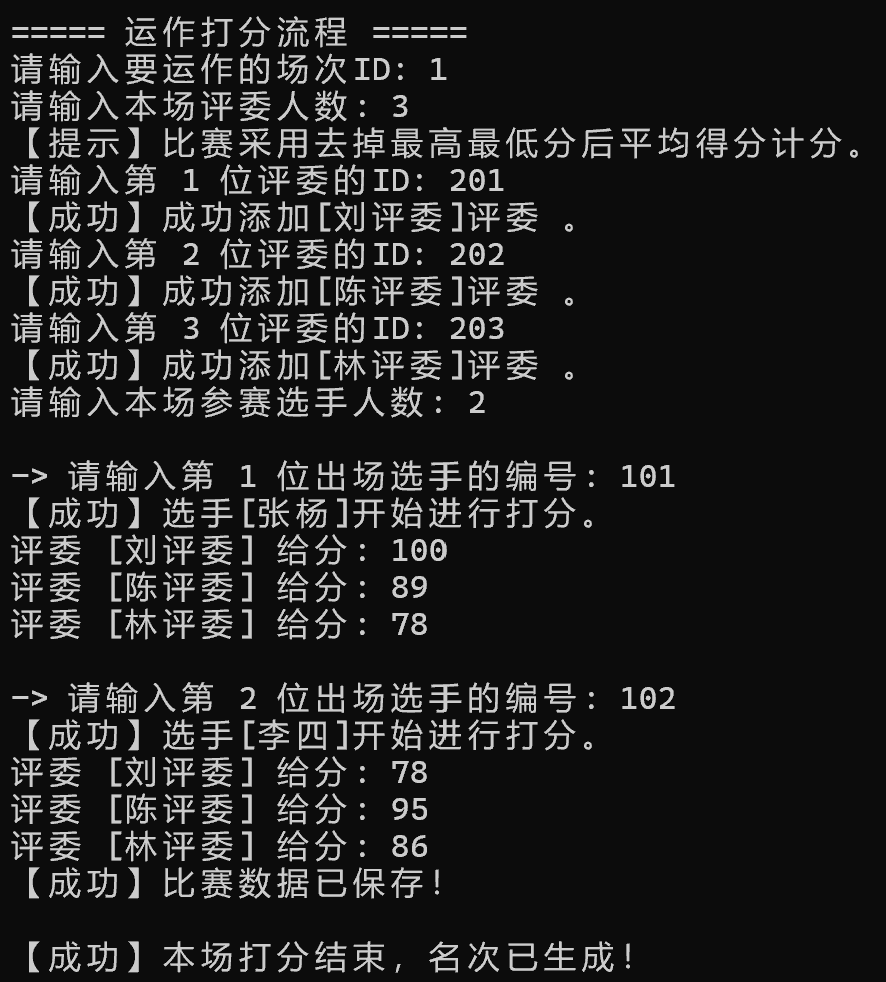 ===== 运作打分流程 =====
请输入要运作的场次ID: 1
请输入本场评委人数: 3
【提示】比赛采用去掉最高最低分后平均得分计分。
请输入第 1 位评委的ID: 201
【成功】成功添加[刘评委]评委 。
请输入第 2 位评委的ID: 202
【成功】成功添加[陈评委]评委 。
请输入第 3 位评委的ID: 203
【成功】成功添加[林评委]评委 。
请输入本场参赛选手人数: 2
-> 请输入第 1 位出场选手的编号: 101
【成功】选手[张杨]开始进行打分。
评委 [刘评委] 给分: 100
评委 [陈评委] 给分: 89
评委 [林评委] 给分: 78
-> 请输入第 2 位出场选手的编号: 102
【成功】选手[李四]开始进行打分。
评委 [刘评委] 给分: 78
评委 [陈评委] 给分: 95
评委 [林评委] 给分: 86
【成功】比赛数据已保存!
【成功】本场打分结束, 名次已生成!